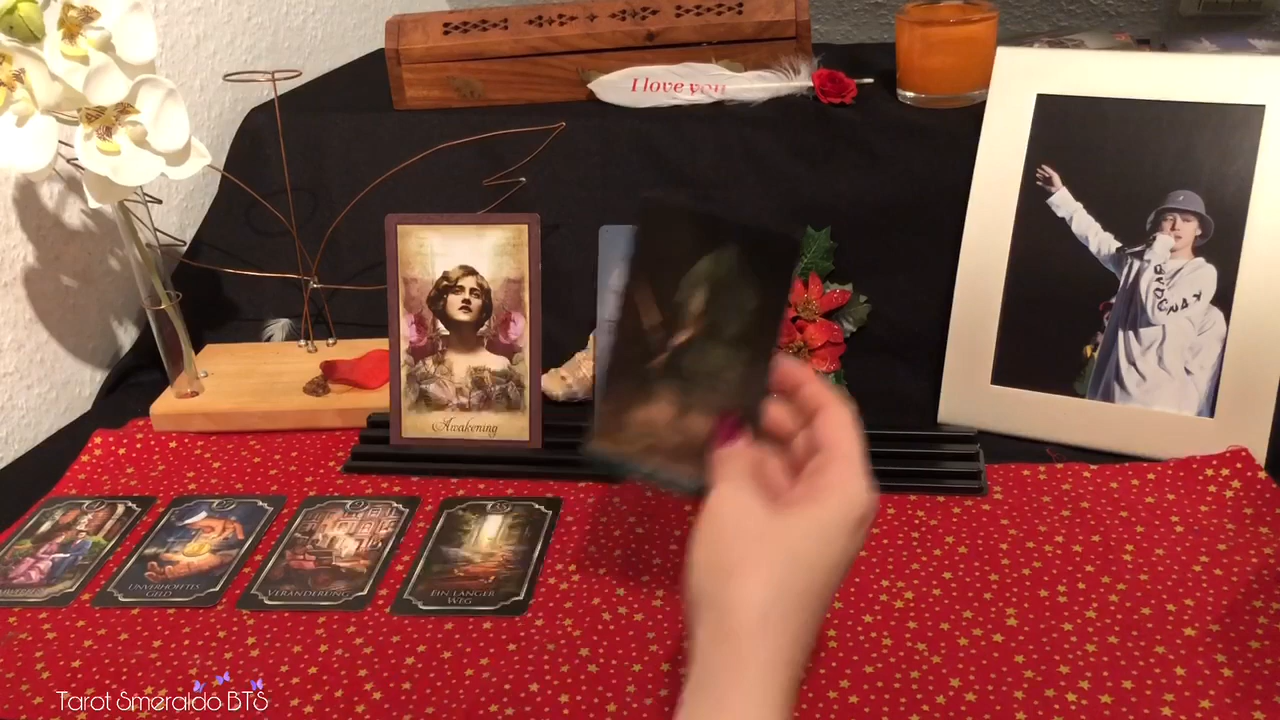 I love you
Awakening
UNVERHOFFTES
GELD
VERÄNDERUNG
EIN LANGER
WEG
Tarot Smeraldo BTS